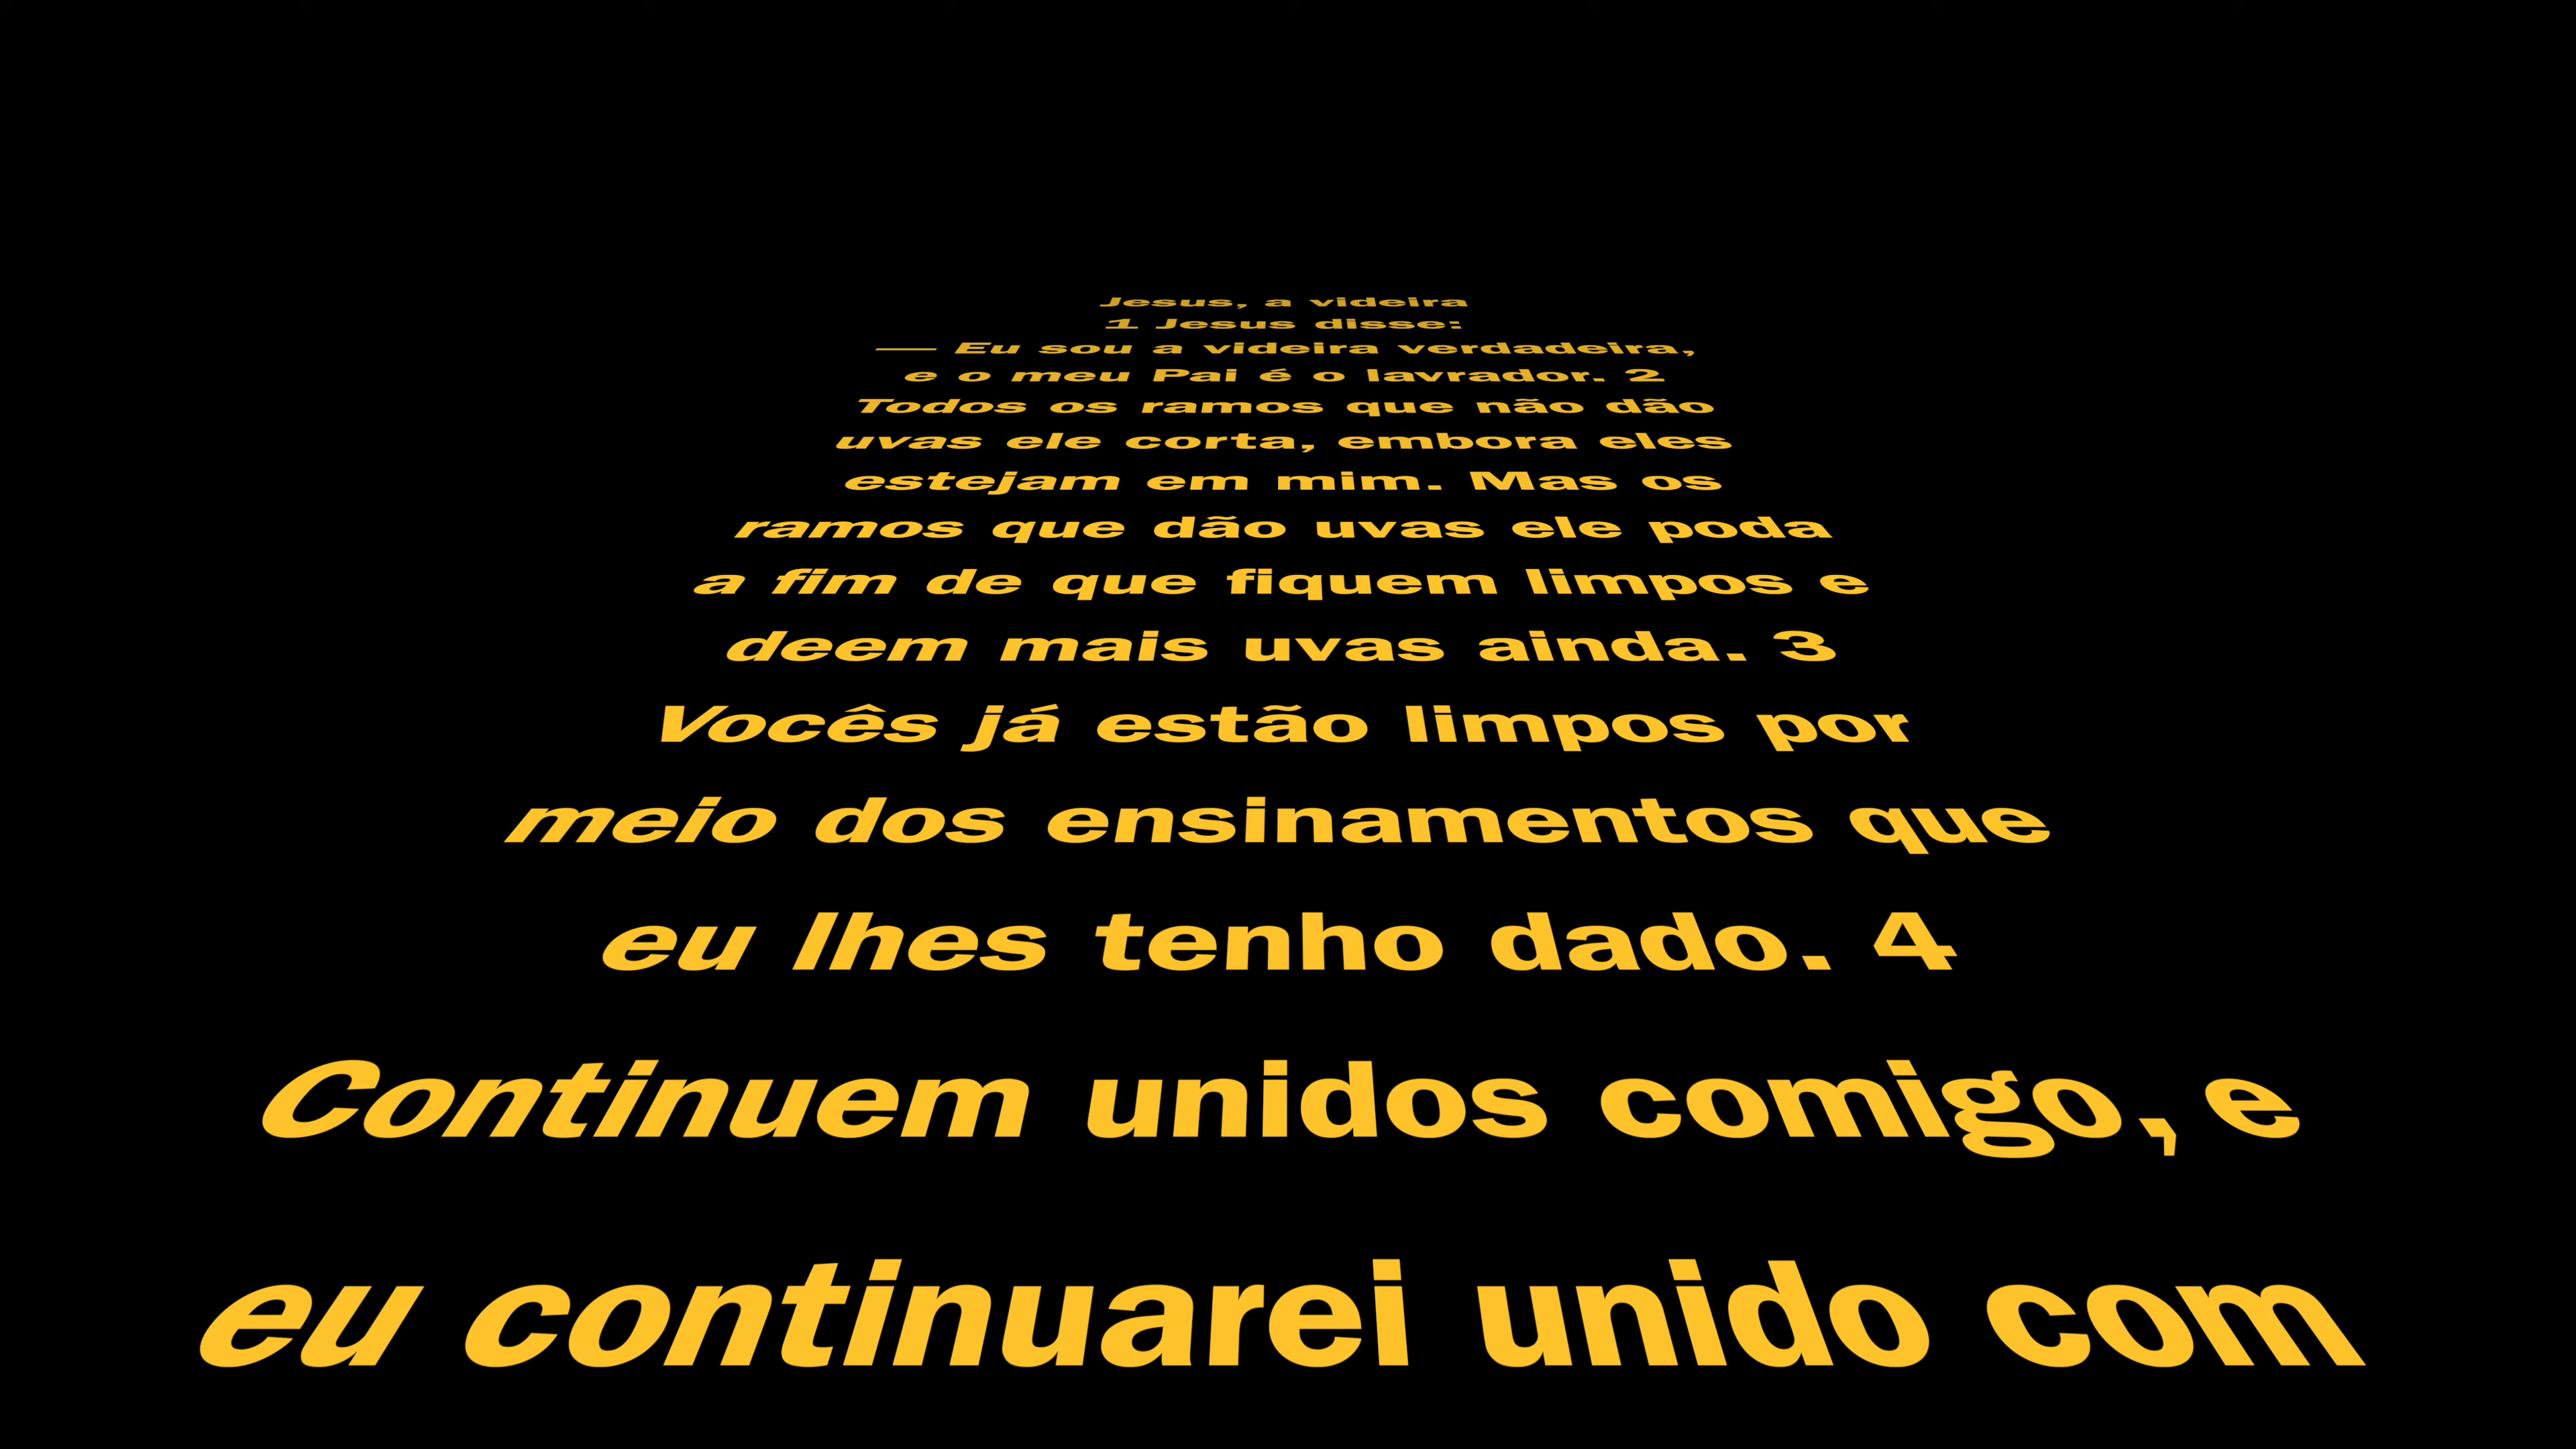 Jesus, a videira
1 Jesus disse:
— Eu sou a videira verdadeira,
e o meu Pai é o lavrador. 2
Todos os ramos que não dão
uvas ele corta, embora eles
estejam em mim. Mas os
ramos que dão uvas ele poda
a fim de que fiquem limpos e
deem mais uvas ainda. 3
Vocês já estão limpos por
meio dos ensinamentos que
eu lhes tenho dado. 4
Continuem unidos comigo, e
eu continuarei unido com